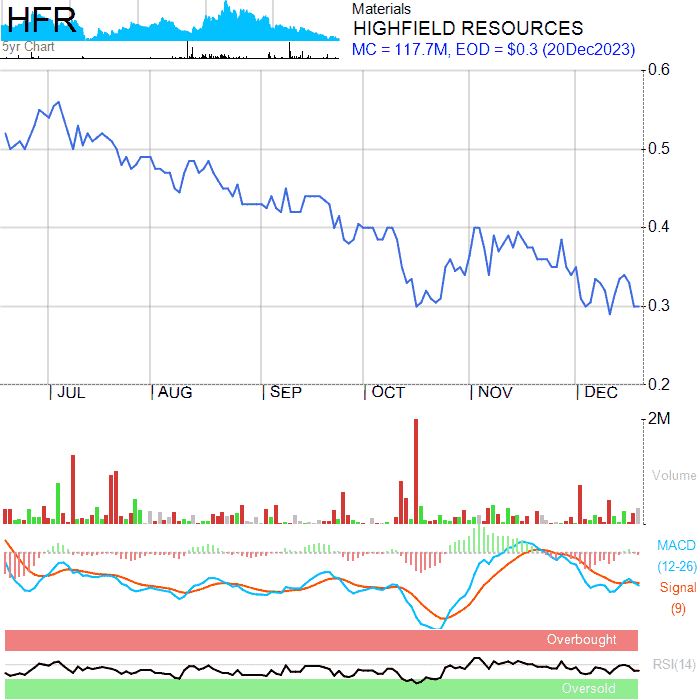 HFR
5yr Chart
Materials
HIGHFIELD RESOURCES
MC = 117.7M, EOD = $0.3 (20Dec2023)
0.6
0.5
0.4
0.3
0.2
JUL AUG SEP OCT NOV DEC
2M
Volume
MACD
(12-26)
Signal
(9)
Overbought
RSI(14)
Oversold